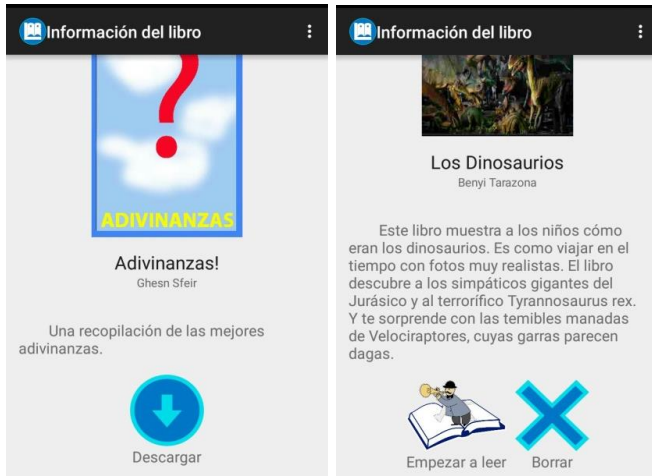 Información del libro
ADIVINANZAS
Adivinanzas!
Ghesn Sfeir
Una recopilación de las mejores
adivinanzas.
Descargar
Información del libro
Los Dinosaurios
Benyi Tarazona
Este libro muestra a los niños cómo
eran los dinosaurios. Es como viajar en el
tiempo con fotos muy realistas. El libro
descubre a los simpáticos gigantes del
Jurásico y al terrorífico Tyrannosaurus rex.
Y te sorprende con las temibles manadas
de Velociraptores, cuyas garras parecen
dagas.
Empezar a leer
Borrar